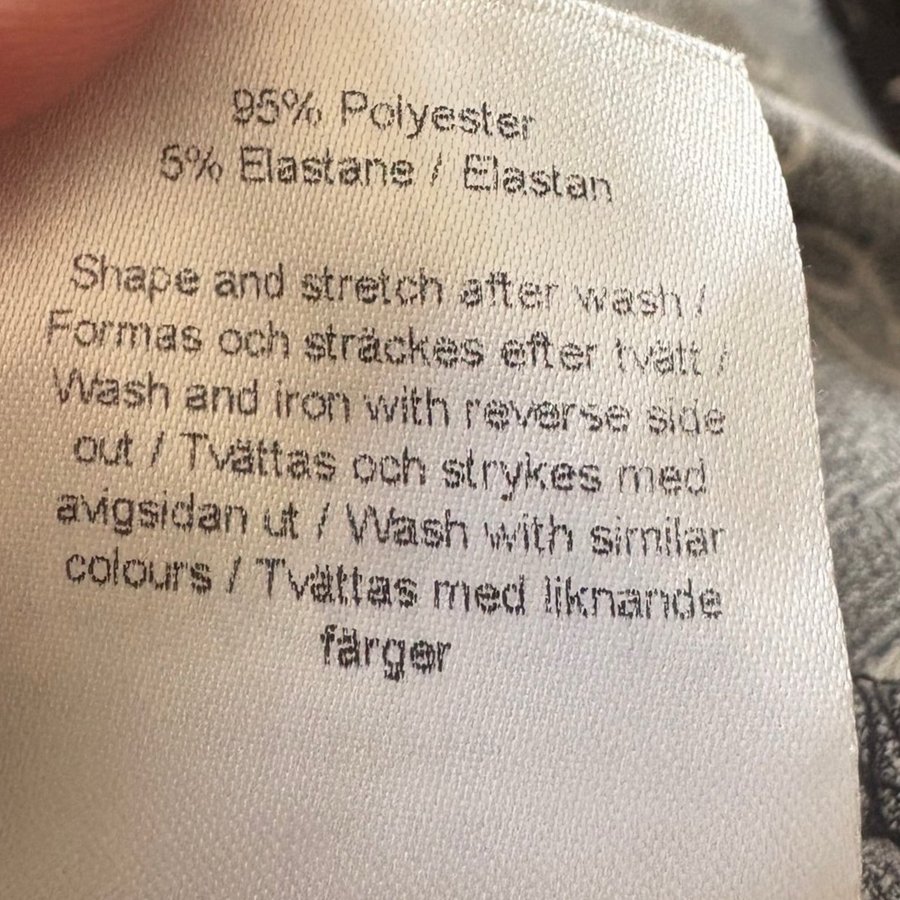 95% Polyester
5% Elastane / Elastan
Shape and stretch after wash /
Formas och sträckes efter tvätt /
Wash and iron with reverse side
out / Tvättas och strykes med
avigsidan ut / Wash with similar
colours / Tvättas med liknande
färger